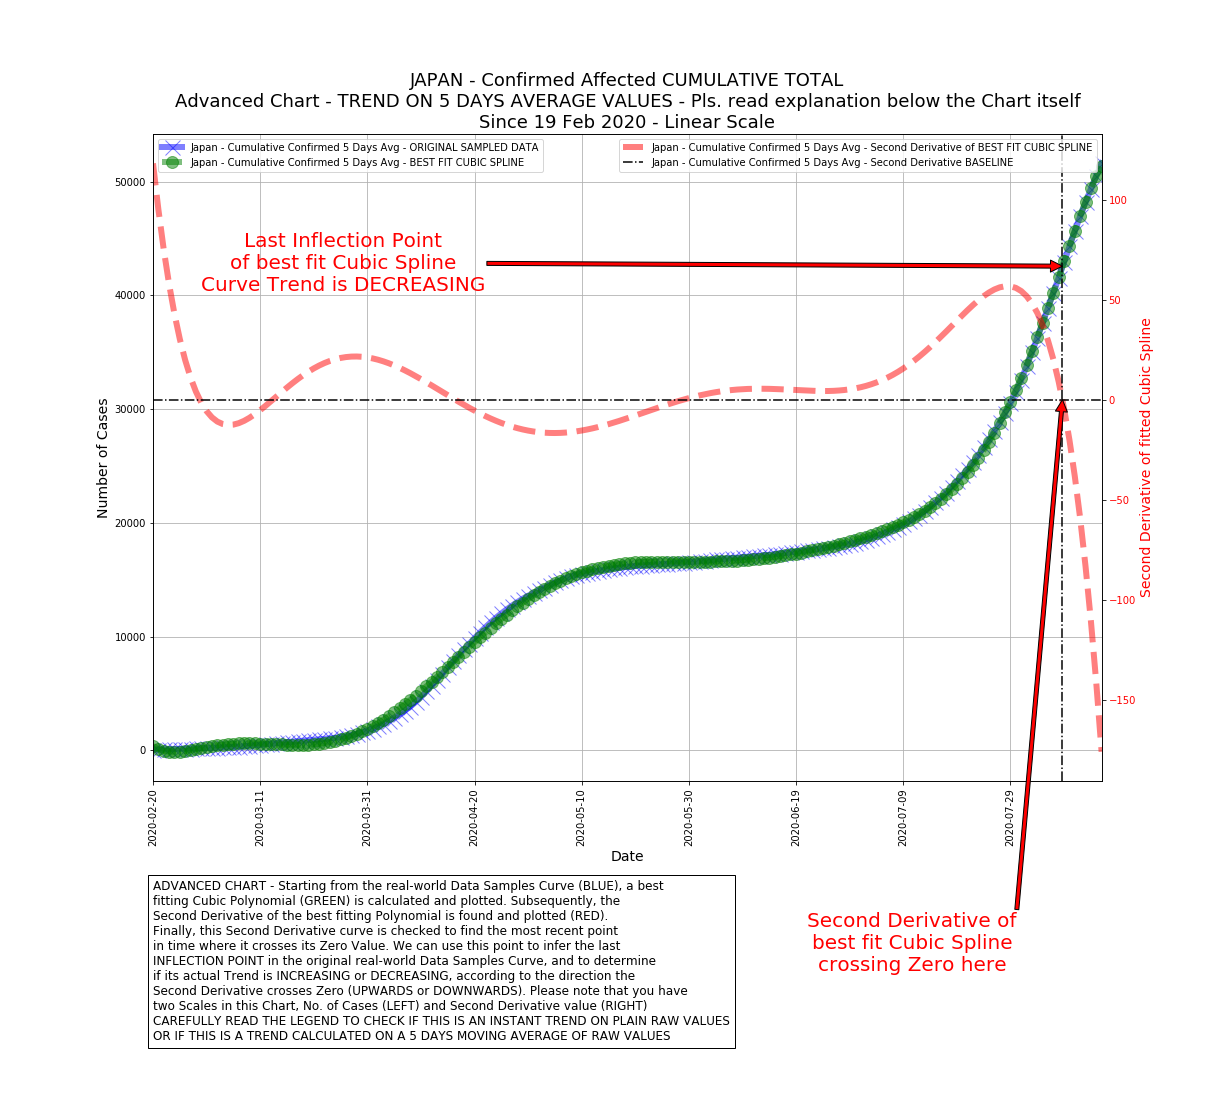 JAPAN - Confirmed Affected CUMULATIVE TOTAL
Advanced Chart - TREND ON 5 DAYS AVERAGE VALUES - Pls. read explanation below the Chart itself
Since 19 Feb 2020 - Linear Scale
Japan - Cumulative Confirmed 5 Days Avg - ORIGINAL SAMPLED DATA
Japan - Cumulative Confirmed 5 Days Avg - BEST FIT CUBIC SPLINE
Japan - Cumulative Confirmed 5 Days Avg - Second Derivative of BEST FIT CUBIC SPLINE
Japan - Cumulative Confirmed 5 Days Avg - Second Derivative BASELINE
Last Inflection Point
of best fit Cubic Spline
Curve Trend is DECREASING
Number of Cases
50000
40000
30000
20000
10000
0
100
50
0
−50
−100
−150
Second Derivative of fitted Cubic Spline
2020-02-20
2020-03-11
2020-03-31
2020-04-20
2020-05-10
2020-05-30
2020-06-19
2020-07-09
2020-07-29
Date
Second Derivative of
best fit Cubic Spline
crossing Zero here
ADVANCED CHART - Starting from the real-world Data Samples Curve (BLUE), a best
fitting Cubic Polynomial (GREEN) is calculated and plotted. Subsequently, the
Second Derivative of the best fitting Polynomial is found and plotted (RED).
Finally, this Second Derivative curve is checked to find the most recent point
in time where it crosses its Zero Value. We can use this point to infer the last
INFLECTION POINT in the original real-world Data Samples Curve, and to determine
if its actual Trend is INCREASING or DECREASING, according to the direction the
Second Derivative crosses Zero (UPWARDS or DOWNWARDS). Please note that you have
two Scales in this Chart, No. of Cases (LEFT) and Second Derivative value (RIGHT)
CAREFULLY READ THE LEGEND TO CHECK IF THIS IS AN INSTANT TREND ON PLAIN RAW VALUES
OR IF THIS IS A TREND CALCULATED ON A 5 DAYS MOVING AVERAGE OF RAW VALUES